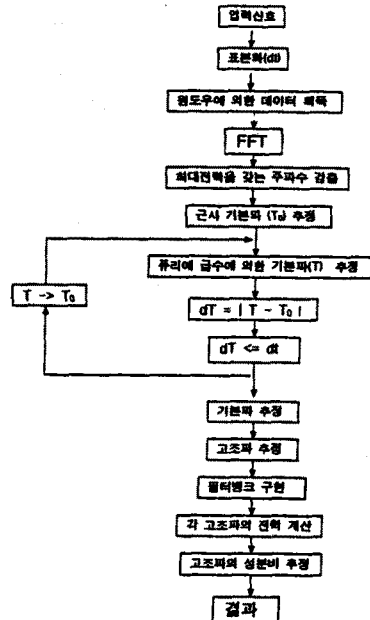 입력신호
표본화(dt)
윈도우에 의한 데이터 획득
FFT
최대전력을 갖는 주파수 검출
근사 기본파 (T₀) 추정
퓨리에 급수에 의한 기본파(T) 추정
T -> T₀
dT = | T - T₀ |
dT <= dt
기본파 추정
고조파 추정
필터뱅크 구현
각 고조파의 전력 계산
고조파의 성분비 추정
결과